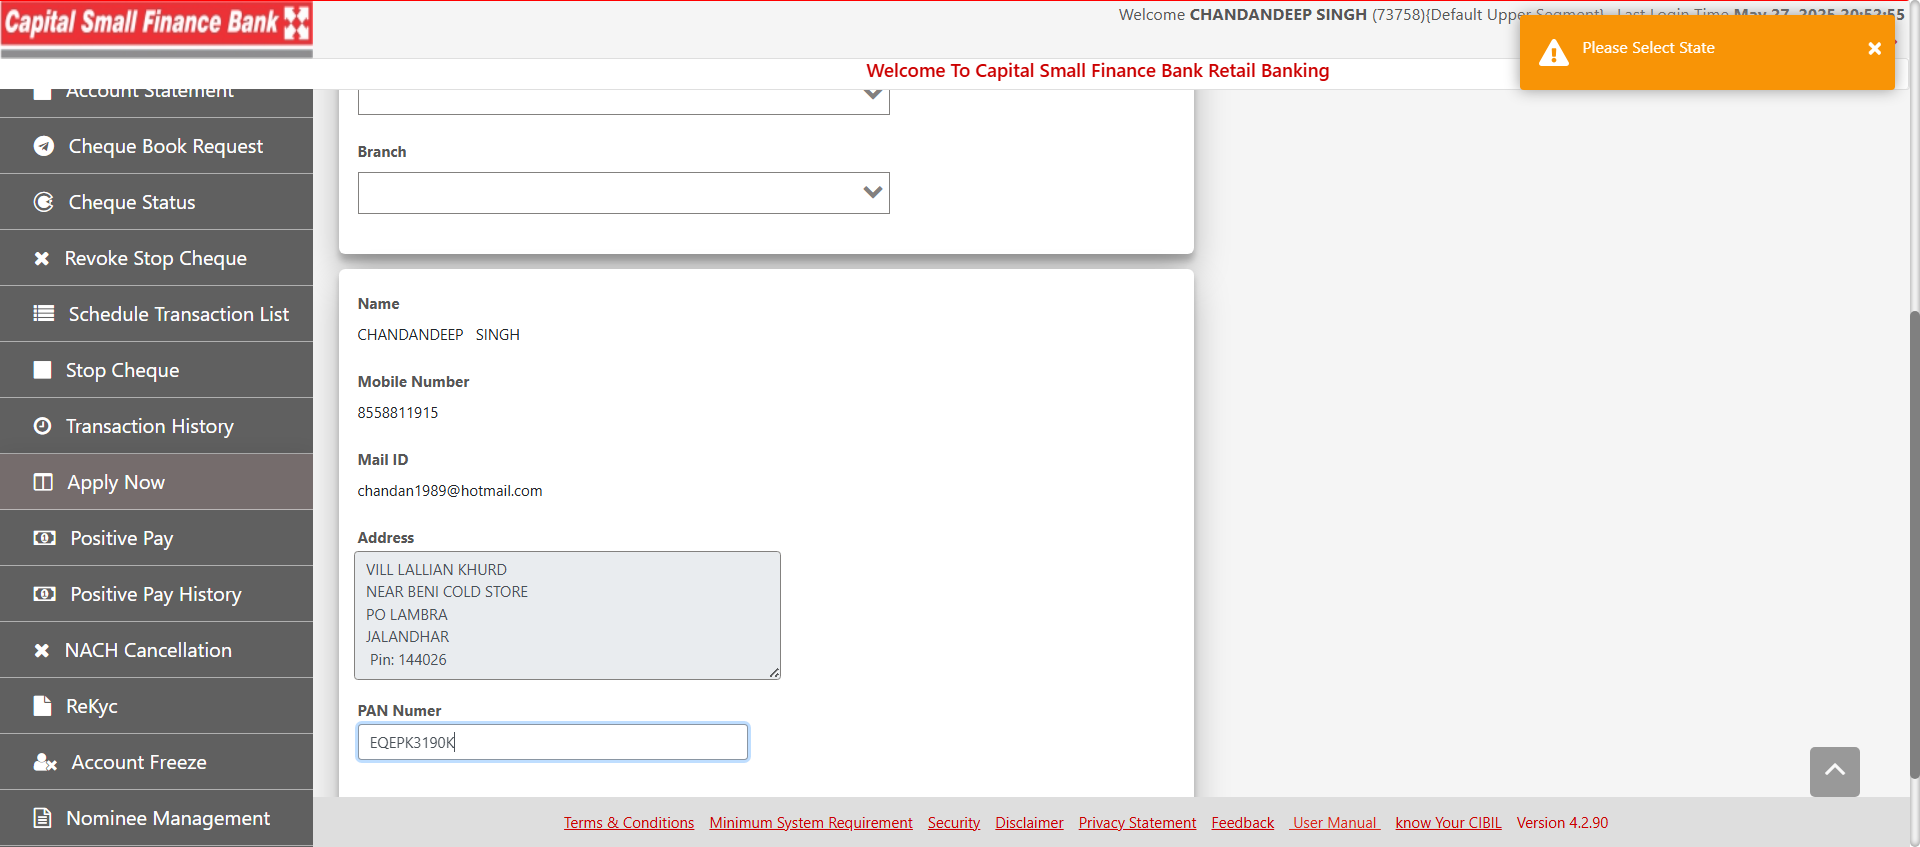 Capital Small Finance Bank
Welcome CHANDANDEEP SINGH (73758){Default Upper Segment} Last Login Time May 27, 2025 20:52:55
Please Select State
Welcome To Capital Small Finance Bank Retail Banking
Account Statement
Cheque Book Request
Cheque Status
Revoke Stop Cheque
Schedule Transaction List
Stop Cheque
Transaction History
Apply Now
Positive Pay
Positive Pay History
NACH Cancellation
ReKyc
Account Freeze
Nominee Management
Branch
Name
CHANDANDEEP SINGH
Mobile Number
8558811915
Mail ID
chandan1989@hotmail.com
Address
VILL LALLIAN KHURD
NEAR BENI COLD STORE
PO LAMBRA
JALANDHAR
Pin: 144026
PAN Numer
EQEPK3190K
Terms & Conditions Minimum System Requirement Security Disclaimer Privacy Statement Feedback User Manual know Your CIBIL Version 4.2.90